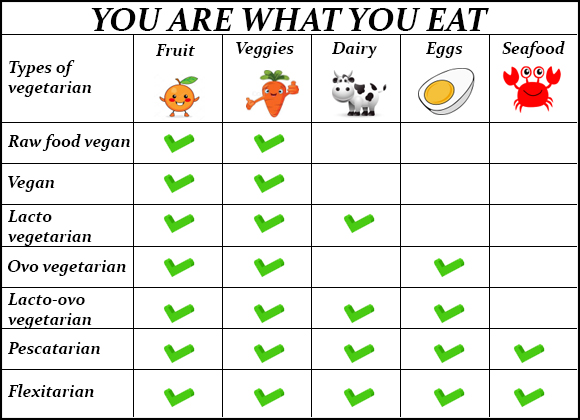 YOU ARE WHAT YOU EAT
Types of
vegetarian
Fruit
Veggies
Dairy
Eggs
Seafood
Raw food vegan
Vegan
Lacto
vegetarian
Ovo vegetarian
Lacto-ovo
vegetarian
Pescatarian
Flexitarian